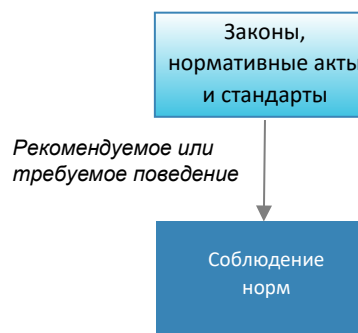 Законы,
нормативные акты
и стандарты
Рекомендуемое или
требуемое поведение
Соблюдение
норм